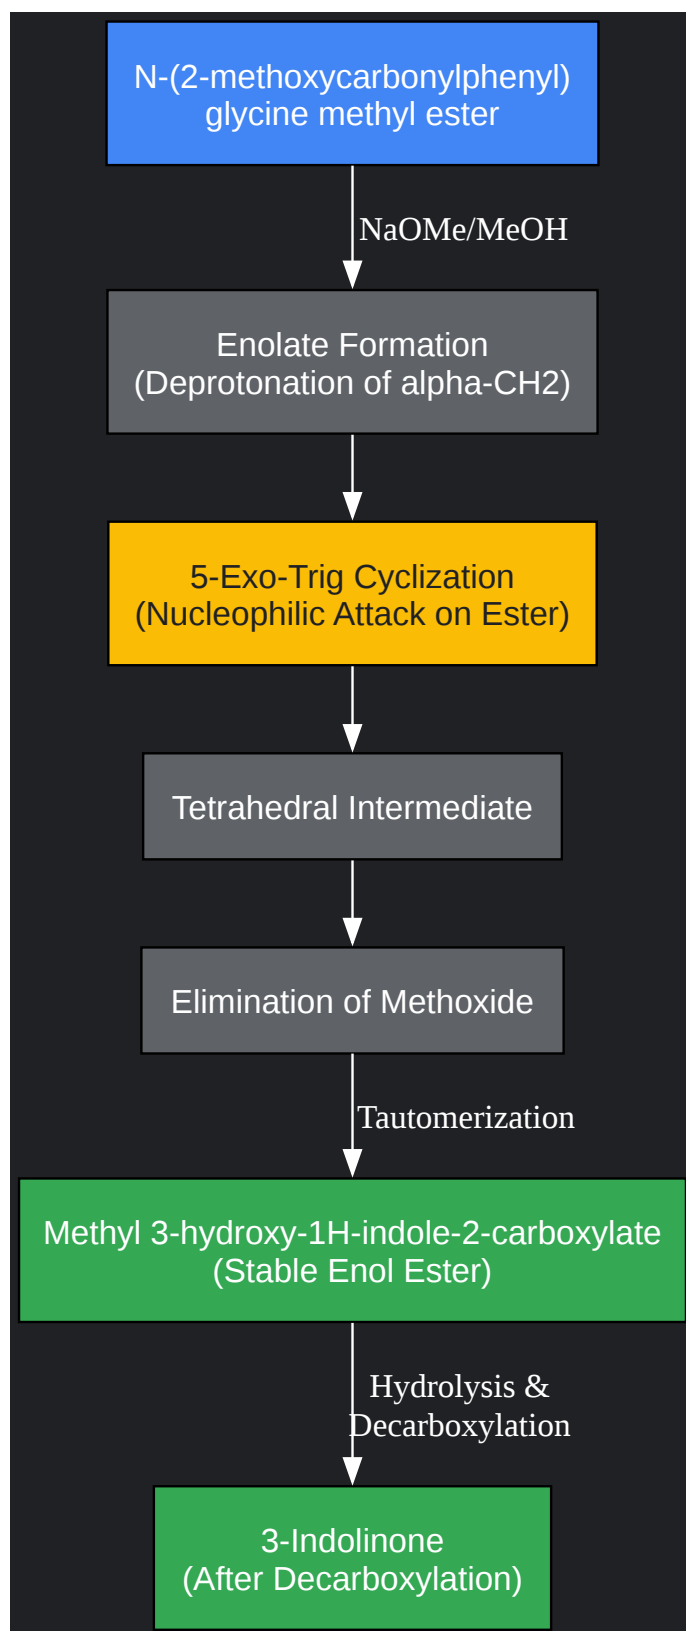 N-(2-methoxycarbonylphenyl)
glycine methyl ester
NaOMe/MeOH
Enolate Formation
(Deprotonation of alpha-CH2)
5-Exo-Trig Cyclization
(Nucleophilic Attack on Ester)
Tetrahedral Intermediate
Elimination of Methoxide
Tautomerization
Methyl 3-hydroxy-1H-indole-2-carboxylate
(Stable Enol Ester)
Hydrolysis &
Decarboxylation
3-Indolinone
(After Decarboxylation)